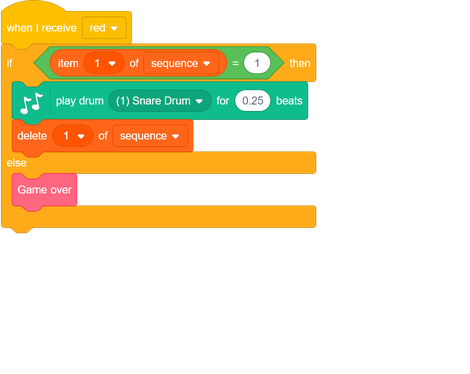 when I receive red
if item 1 of sequence = 1 then
play drum (1) Snare Drum for 0.25 beats
delete 1 of sequence
else
Game over